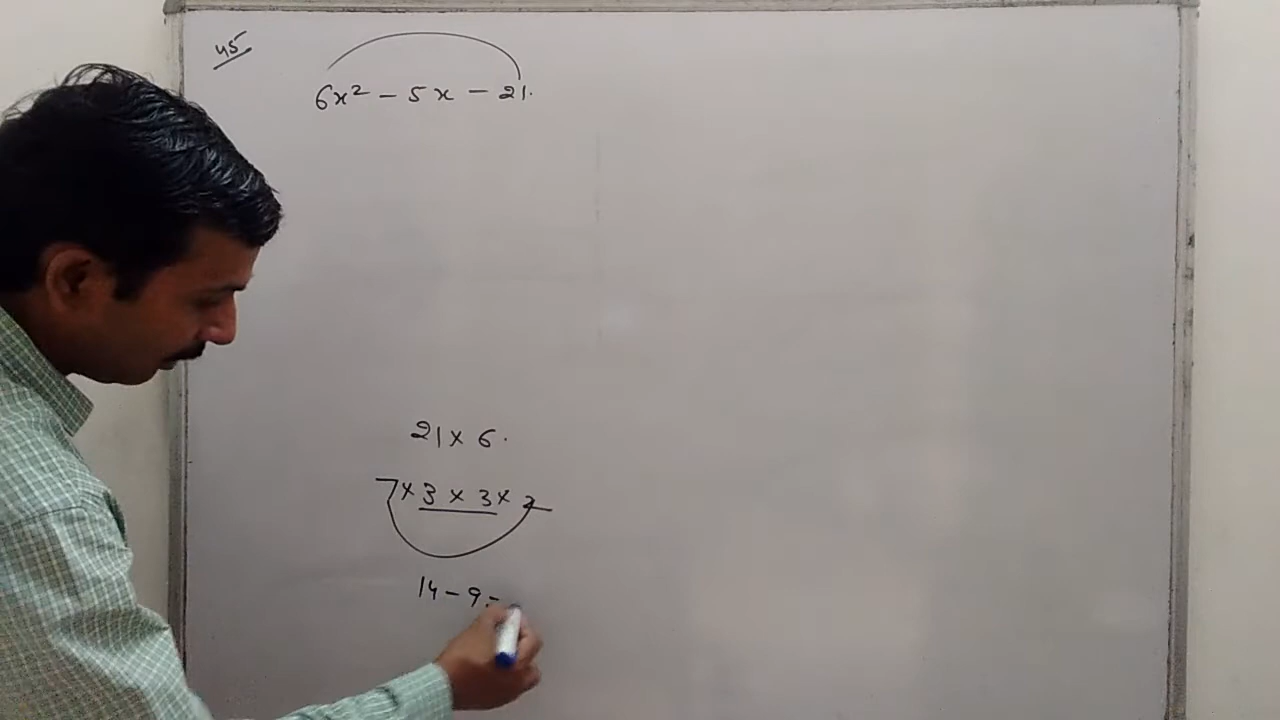 45
6x² - 5x - 21.
21 x 6.
7 x 3 x 3 x 2
14 - 9 =